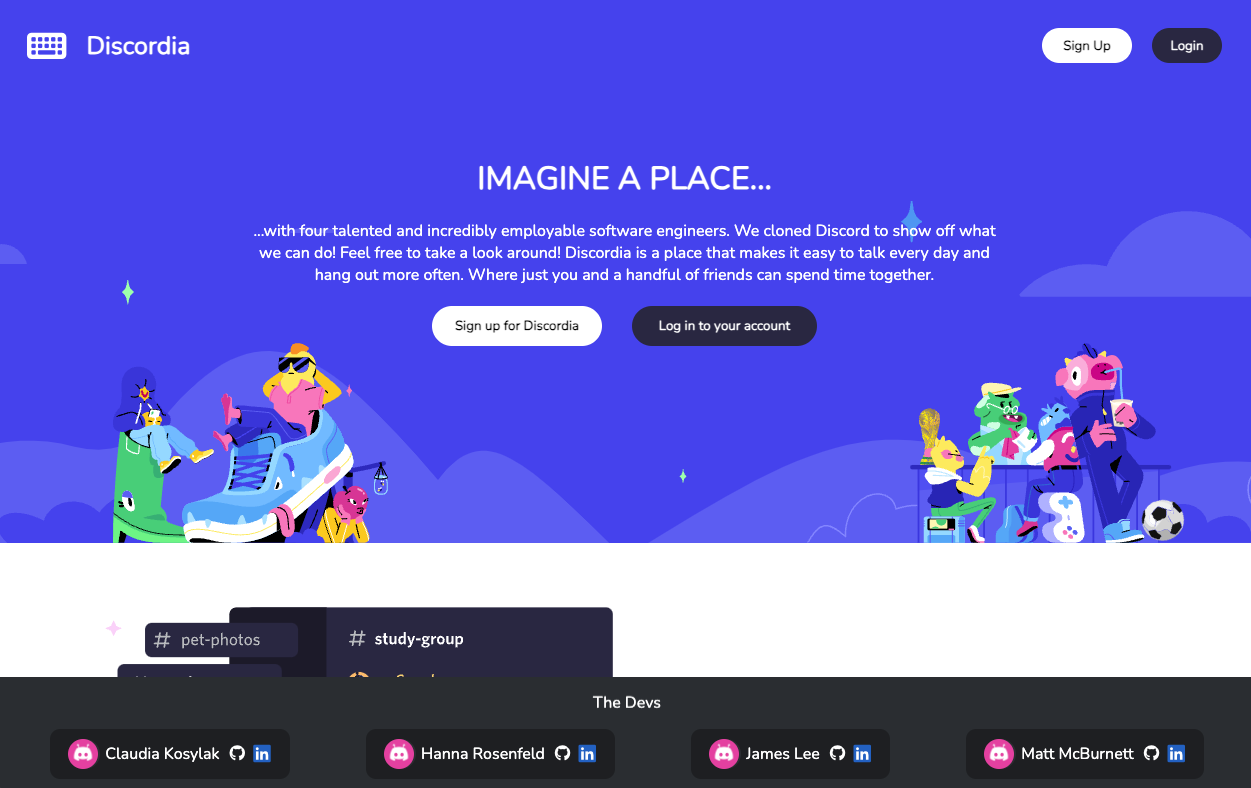 Discordia
Sign Up
Login
IMAGINE A PLACE...
...with four talented and incredibly employable software engineers. We cloned Discord to show off what
we can do! Feel free to take a look around! Discordia is a place that makes it easy to talk every day and
hang out more often. Where just you and a handful of friends can spend time together.
Sign up for Discordia
Log in to your account
# pet-photos
# study-group
The Devs
Claudia Kosylak
in
Hanna Rosenfeld
in
James Lee
in
Matt McBurnett
in